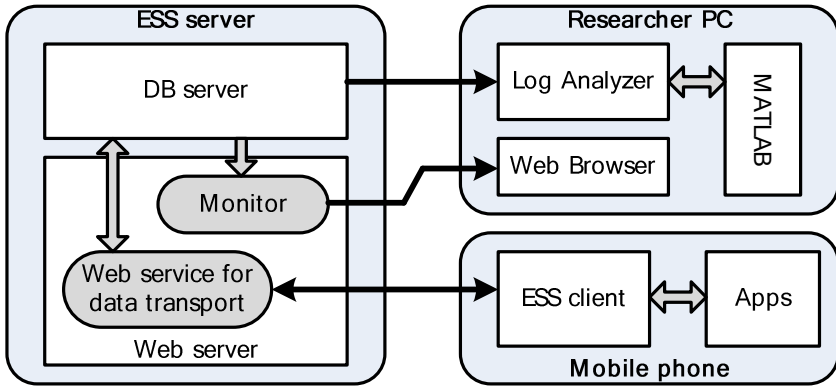 ESS server
DB server
Monitor
Web service for
data transport
Web server
Researcher PC
Log Analyzer
MATLAB
Web Browser
ESS client
Apps
Mobile phone